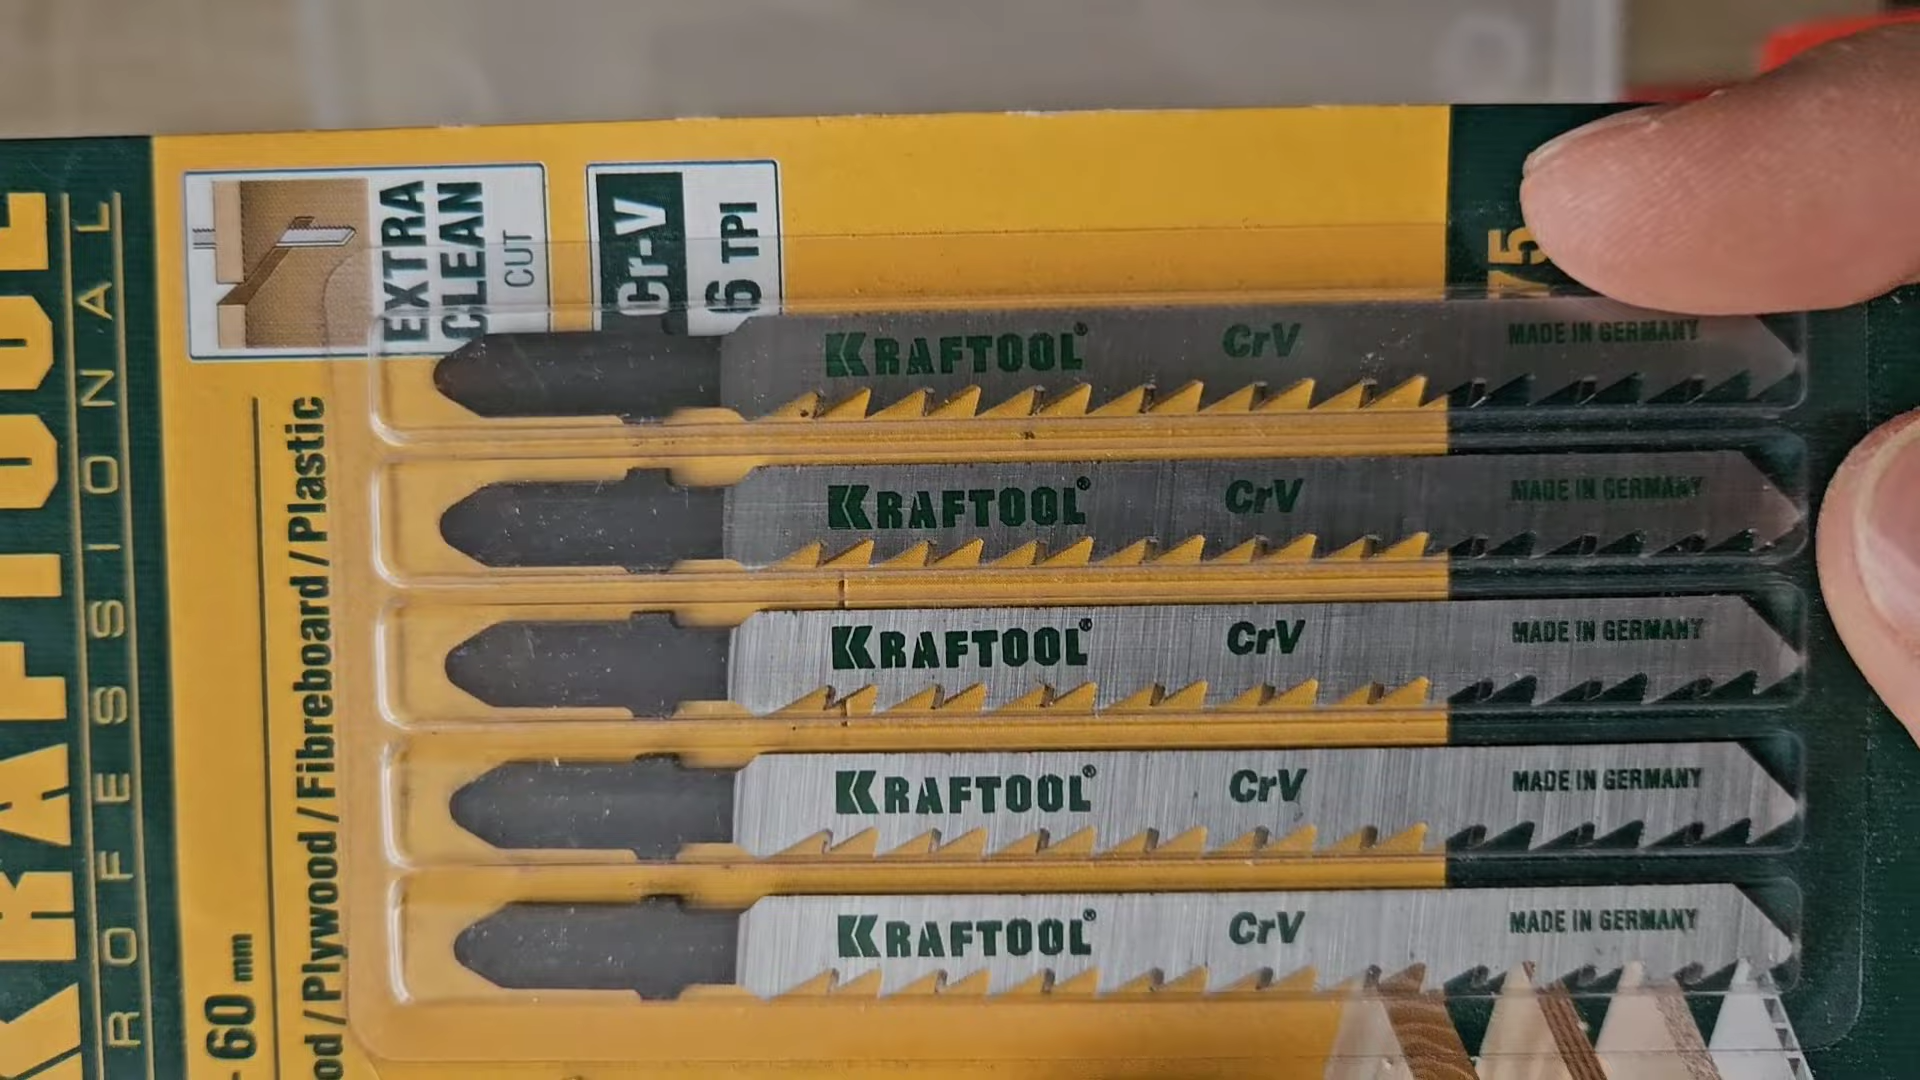 KRAFTOOL
PROFESSIONAL
EXTRA
CLEAN
CUT
Cr-V
6 TPI
- 60 mm
/ Plywood / Fibreboard / Plastic
KRAFTOOL® CrV MADE IN GERMANY
KRAFTOOL® CrV MADE IN GERMANY
KRAFTOOL® CrV MADE IN GERMANY
KRAFTOOL® CrV MADE IN GERMANY
KRAFTOOL® CrV MADE IN GERMANY